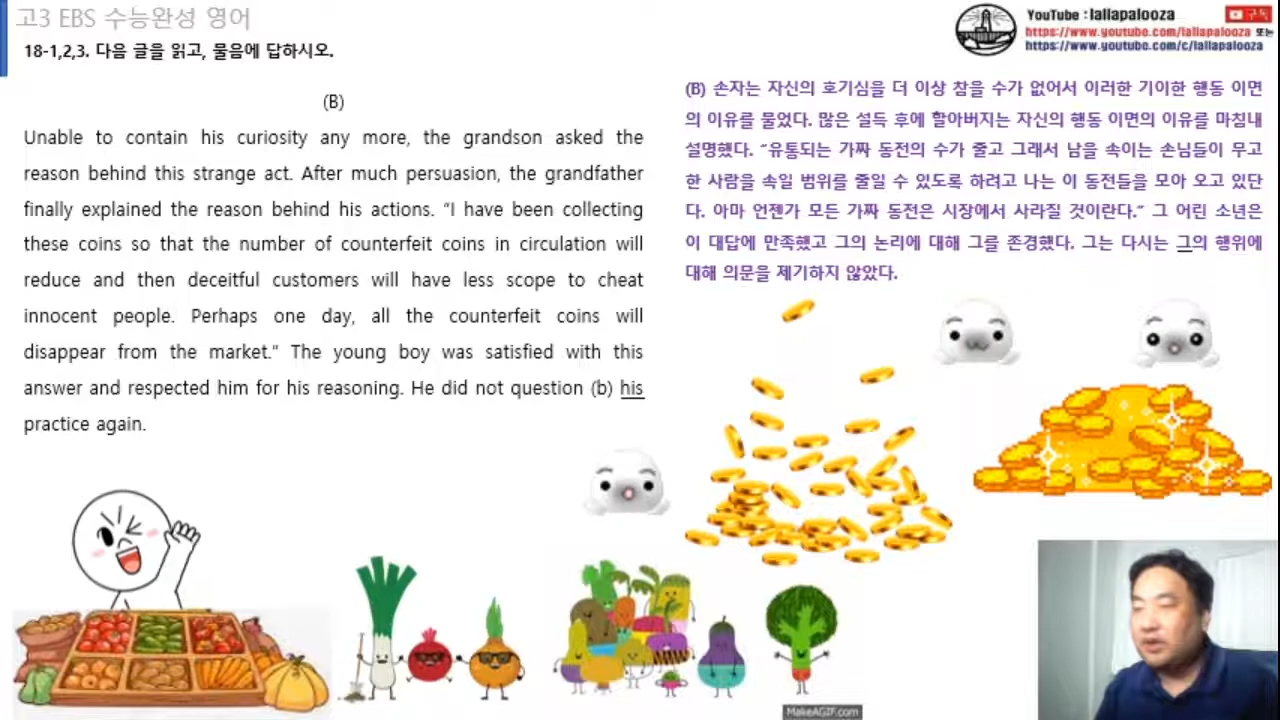 고3 EBS 수능완성 영어
18-1,2,3. 다음 글을 읽고, 물음에 답하시오.
YouTube : lallapalooza
구독
https://www.youtube.com/lallapalooza 또는
https://www.youtube.com/c/lallapalooza
(B)
Unable to contain his curiosity any more, the grandson asked the
reason behind this strange act. After much persuasion, the grandfather
finally explained the reason behind his actions. “I have been collecting
these coins so that the number of counterfeit coins in circulation will
reduce and then deceitful customers will have less scope to cheat
innocent people. Perhaps one day, all the counterfeit coins will
disappear from the market.” The young boy was satisfied with this
answer and respected him for his reasoning. He did not question (b) his
practice again.
(B) 손자는 자신의 호기심을 더 이상 참을 수가 없어서 이러한 기이한 행동 이면
의 이유를 물었다. 많은 설득 후에 할아버지는 자신의 행동 이면의 이유를 마침내
설명했다. “유통되는 가짜 동전의 수가 줄고 그래서 남을 속이는 손님들이 무고
한 사람을 속일 범위를 줄일 수 있도록 하려고 나는 이 동전들을 모아 오고 있단
다. 아마 언젠가 모든 가짜 동전은 시장에서 사라질 것이란다.” 그 어린 소년은
이 대답에 만족했고 그의 논리에 대해 그를 존경했다. 그는 다시는 그의 행위에
대해 의문을 제기하지 않았다.
MakeAGIF.com